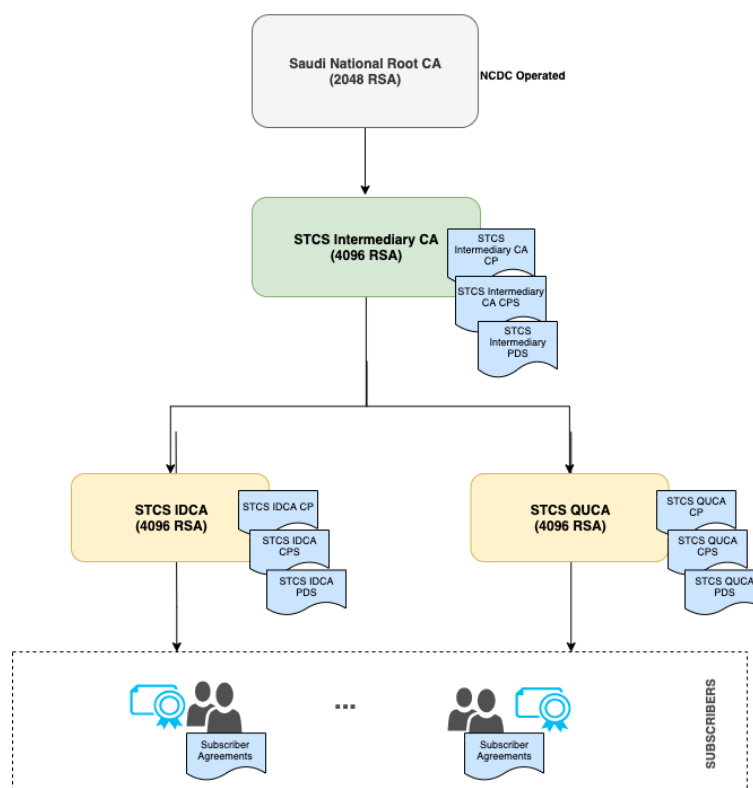 Saudi National Root CA
(2048 RSA)
NCDC Operated
STCS Intermediary CA
(4096 RSA)
STCS
Intermediary CA
CP
STCS Intermediary
CA CPS
STCS
Intermediary
PDS
STCS IDCA
(4096 RSA)
STCS IDCA CP
STCS IDCA
CPS
STCS IDCA
PDS
STCS QUCA
(4096 RSA)
STCS QUCA
CP
STCS QUCA
CPS
STCS QUCA
PDS
...
Subscriber
Agreements
Subscriber
Agreements
SUBSCRIBERS